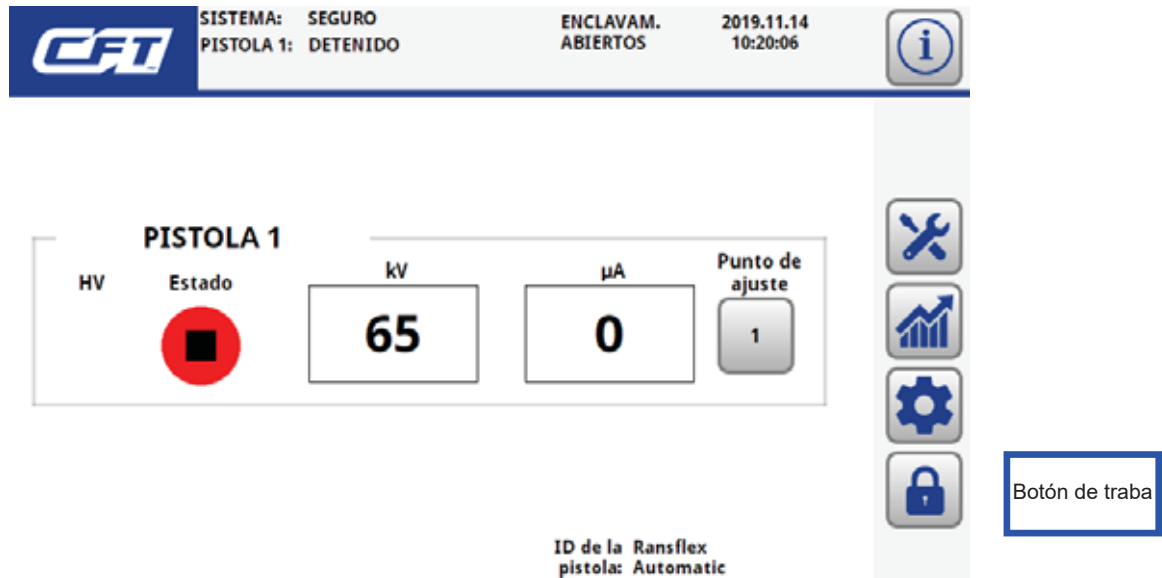 CFT
SISTEMA: SEGURO
PISTOLA 1: DETENIDO
ENCLAVAM.
ABIERTOS
2019.11.14
10:20:06
i
PISTOLA 1
HV
Estado
kV
65
µA
0
Punto de
ajuste
1
Botón de traba
ID de la Ransflex
pistola: Automatic